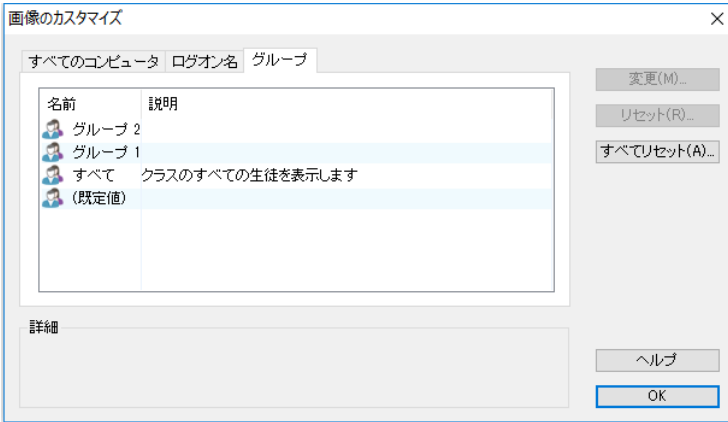 画像のカスタマイズ
すべてのコンピュータ ログオン名 グループ
名前 説明
グループ 2
グループ 1
すべて クラスのすべての生徒を表示します
(既定値)
変更(M)...
リセット(R)...
すべてリセット(A)...
詳細
ヘルプ
OK